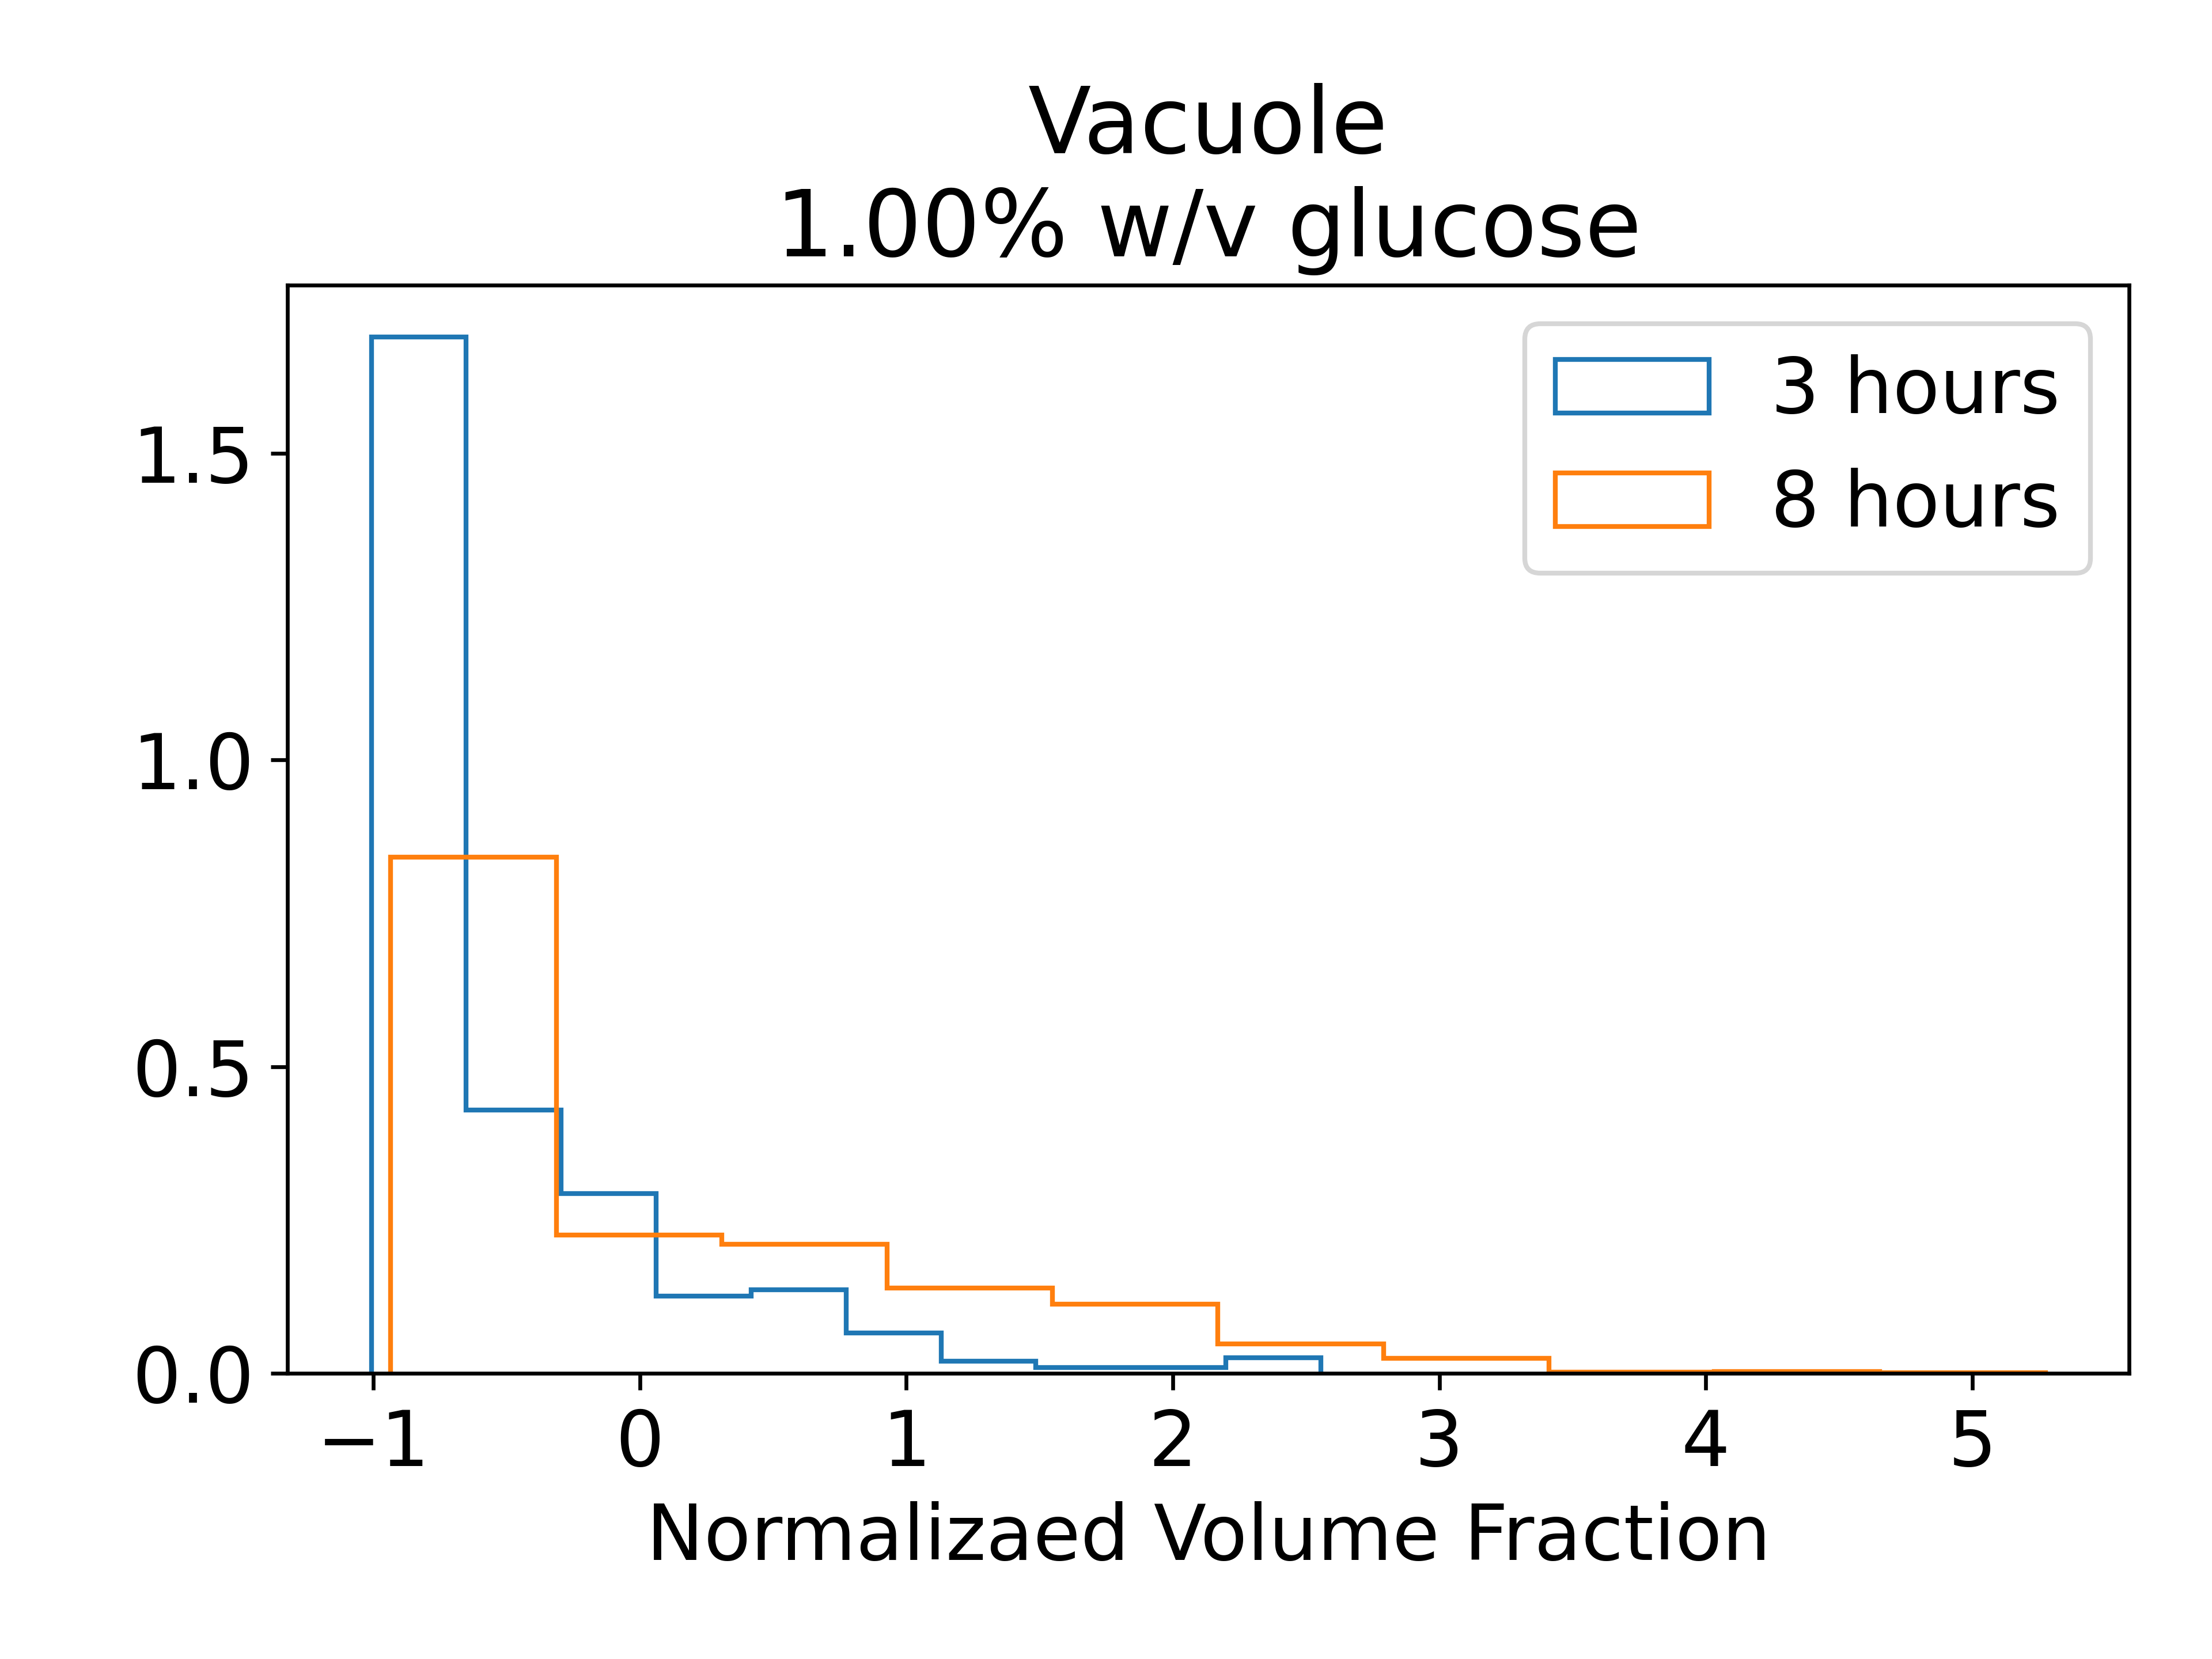 Vacuole
1.00% w/v glucose
3 hours
8 hours
1.5
1.0
0.5
0.0
−1 0 1 2 3 4 5
Normalizaed Volume Fraction